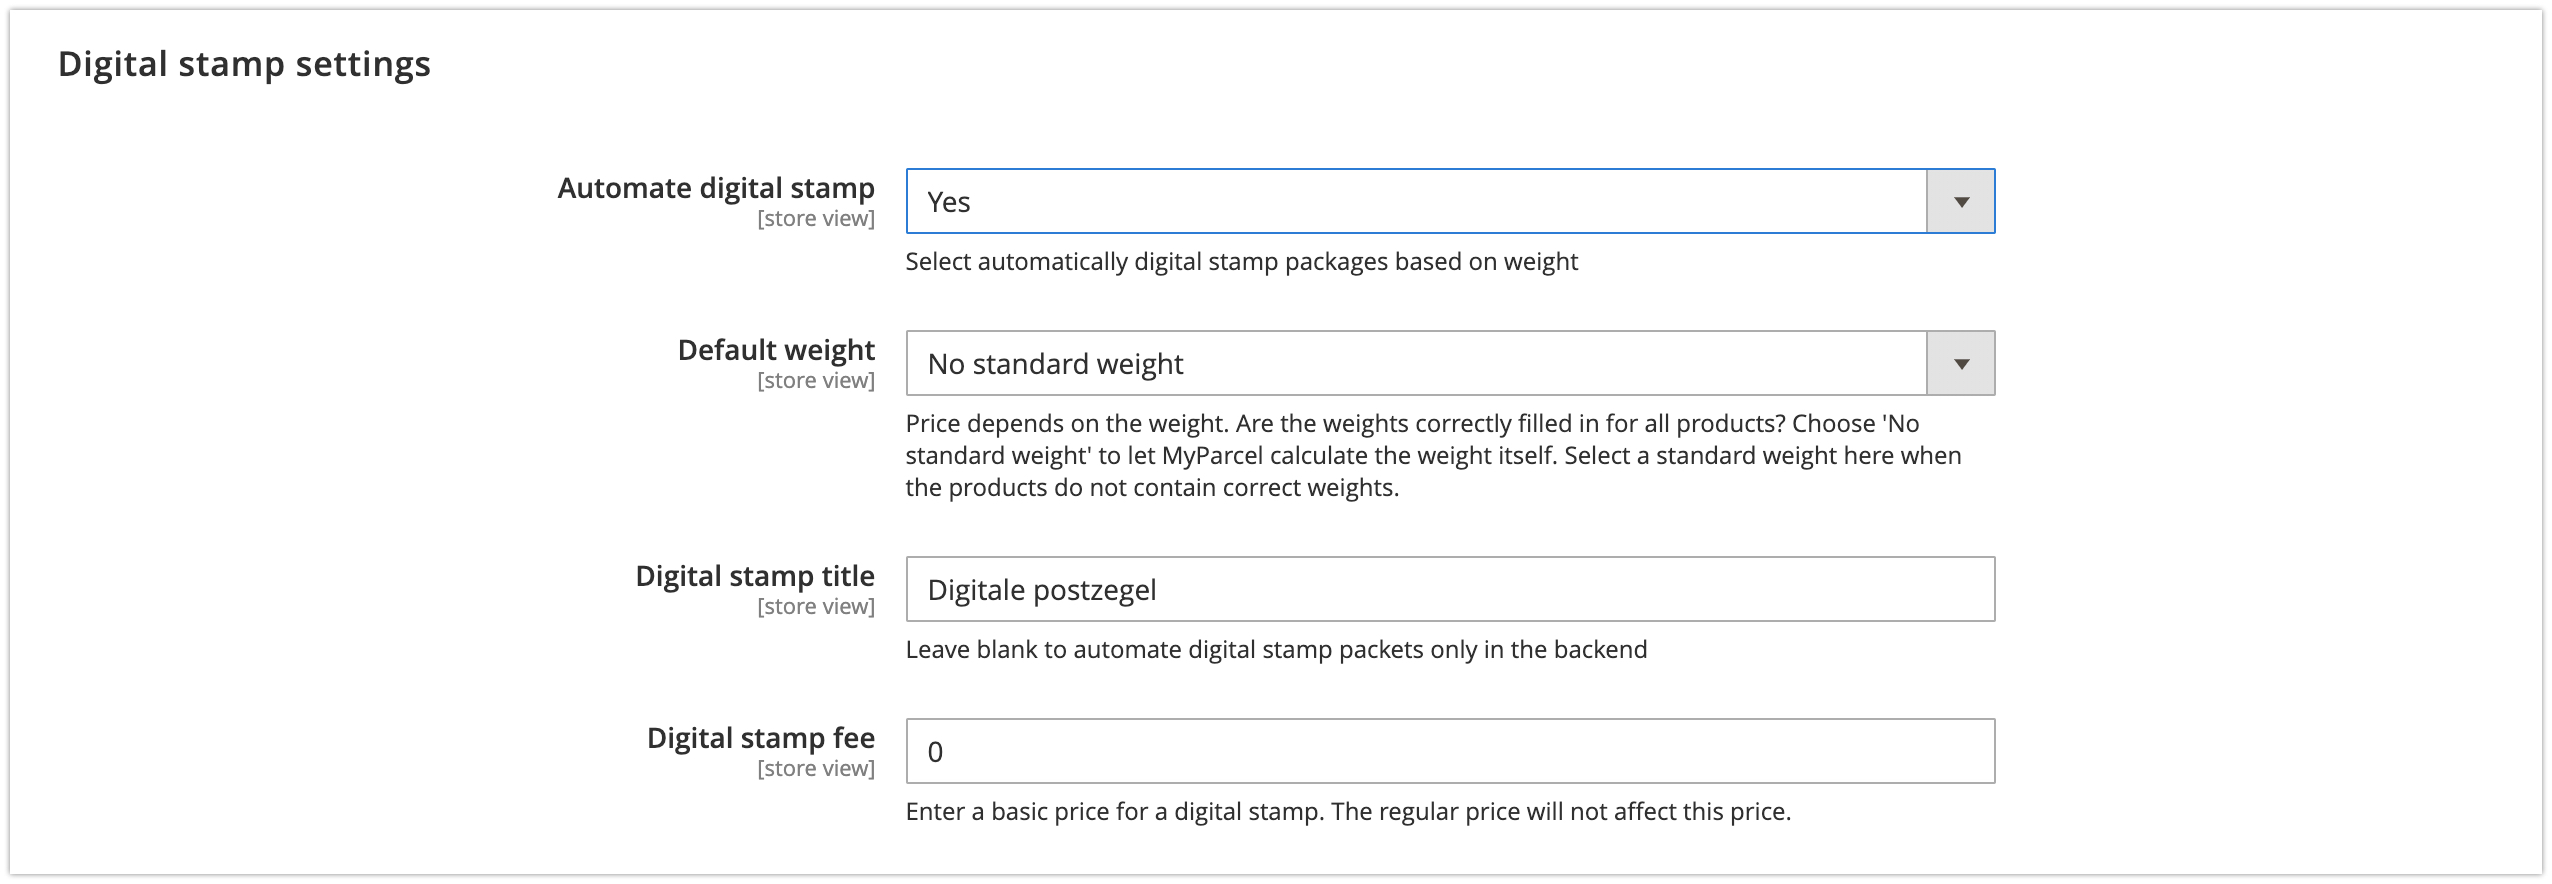 Digital stamp settings
Automate digital stamp
[store view]
Yes
Select automatically digital stamp packages based on weight
Default weight
[store view]
No standard weight
Price depends on the weight. Are the weights correctly filled in for all products? Choose 'No
standard weight' to let MyParcel calculate the weight itself. Select a standard weight here when
the products do not contain correct weights.
Digital stamp title
[store view]
Digitale postzegel
Leave blank to automate digital stamp packets only in the backend
Digital stamp fee
[store view]
0
Enter a basic price for a digital stamp. The regular price will not affect this price.